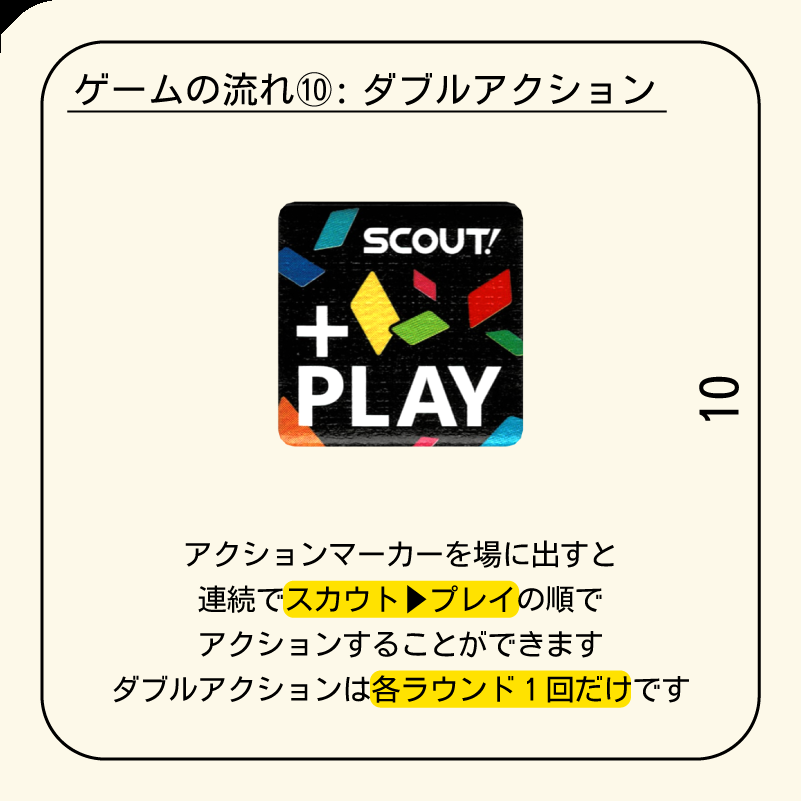 ゲームの流れ⑩: ダブルアクション
SCOUT!
+
PLAY
10
アクションマーカーを場に出すと
連続でスカウト▶プレイの順で
アクションすることができます
ダブルアクションは各ラウンド1回だけです